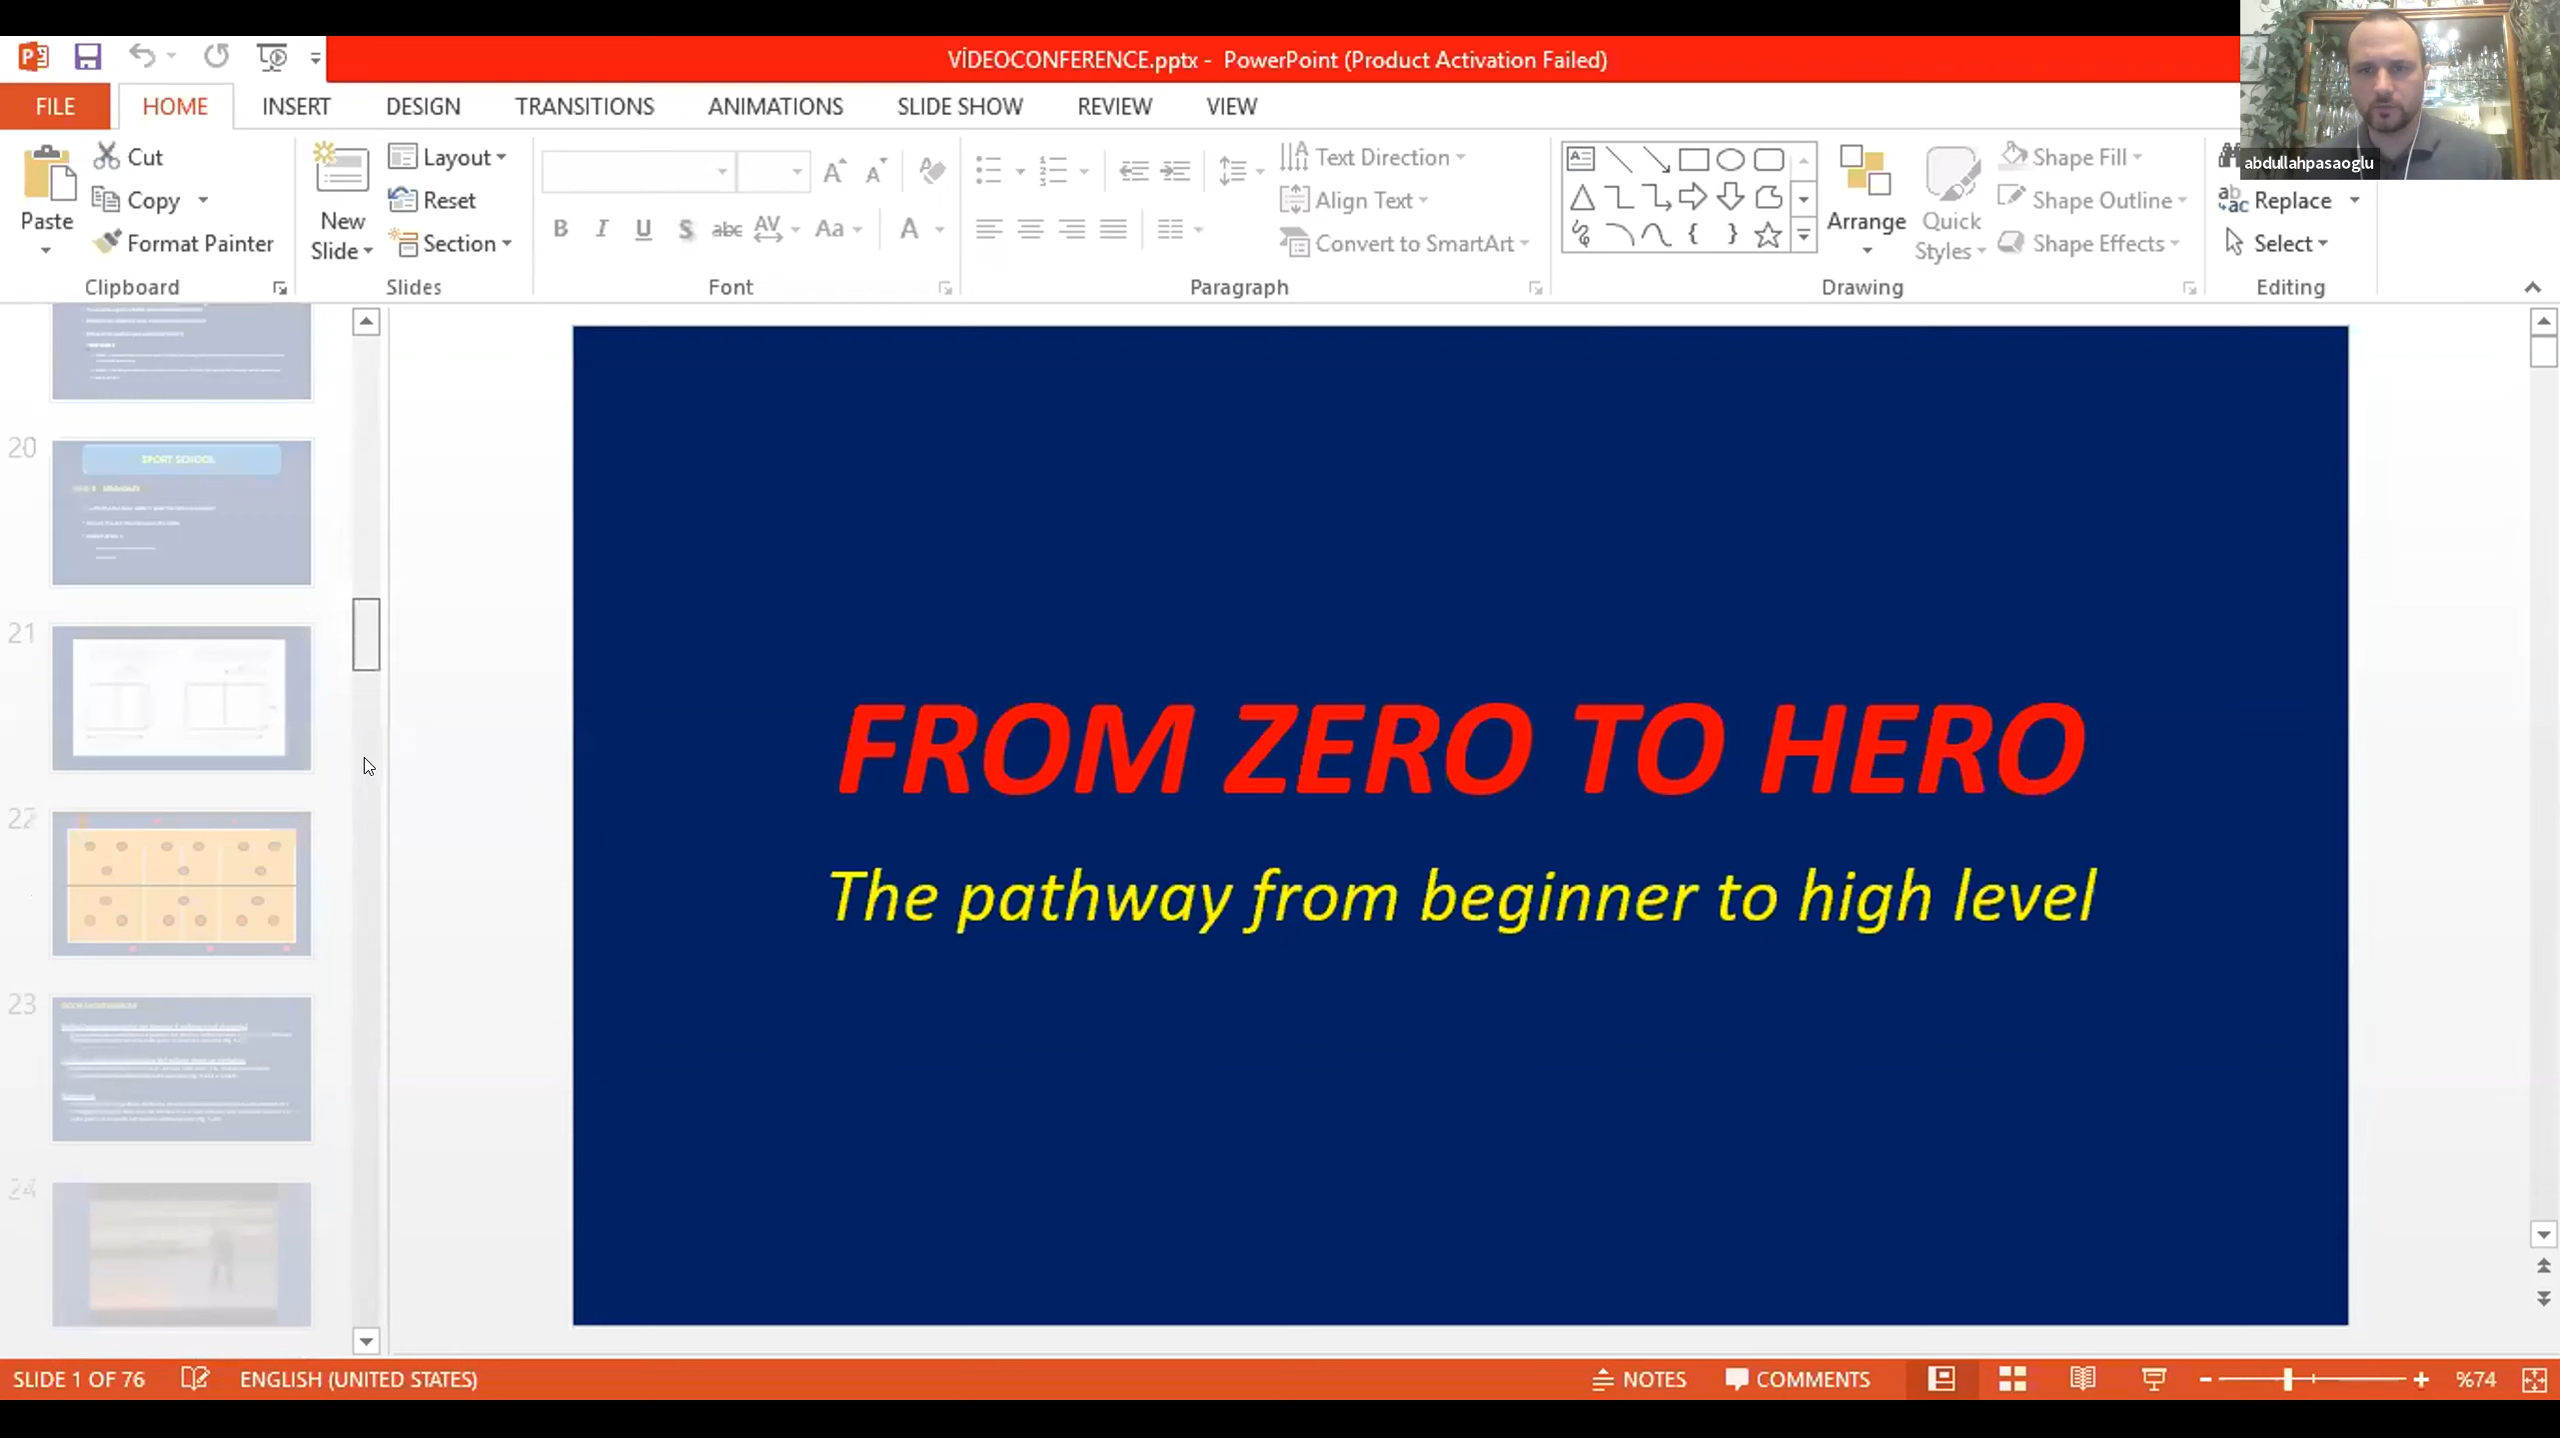 VİDEOCONFERENCE.pptx - PowerPoint (Product Activation Failed)
FILE HOME INSERT DESIGN TRANSITIONS ANIMATIONS SLIDE SHOW REVIEW VIEW
abdullahpasaoglu
Paste
Cut
Copy
Format Painter
Clipboard
New
Slide
Layout
Reset
Section
Slides
B I U S abc AV Aa A
Font
Text Direction
Align Text
Convert to SmartArt
Paragraph
Arrange
Quick
Styles
Shape Fill
Shape Outline
Shape Effects
Drawing
Replace
Select
Editing
20
SPORT SCHOOL
21
22
23
24
FROM ZERO TO HERO
The pathway from beginner to high level
SLIDE 1 OF 76 ENGLISH (UNITED STATES) NOTES COMMENTS %74